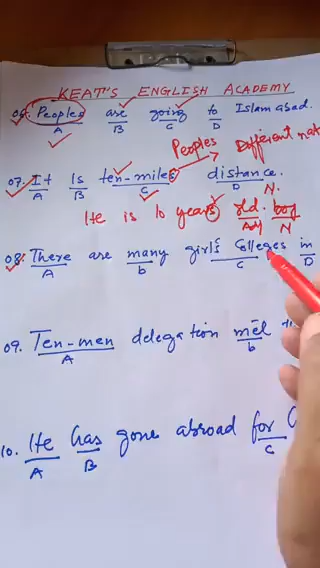 KEAT'S ENGLISH ACADEMY
06. Peoples are going to Islamabad.
A B C D
Peoples → Different nat
07. It Is ten-miles distance.
A B C D N.
He is 10 years old. boy
Adj N
08. There are many girls Colleges in
A b C D
09. Ten-men delegation met
A b
10. He has gone abroad for
A B C